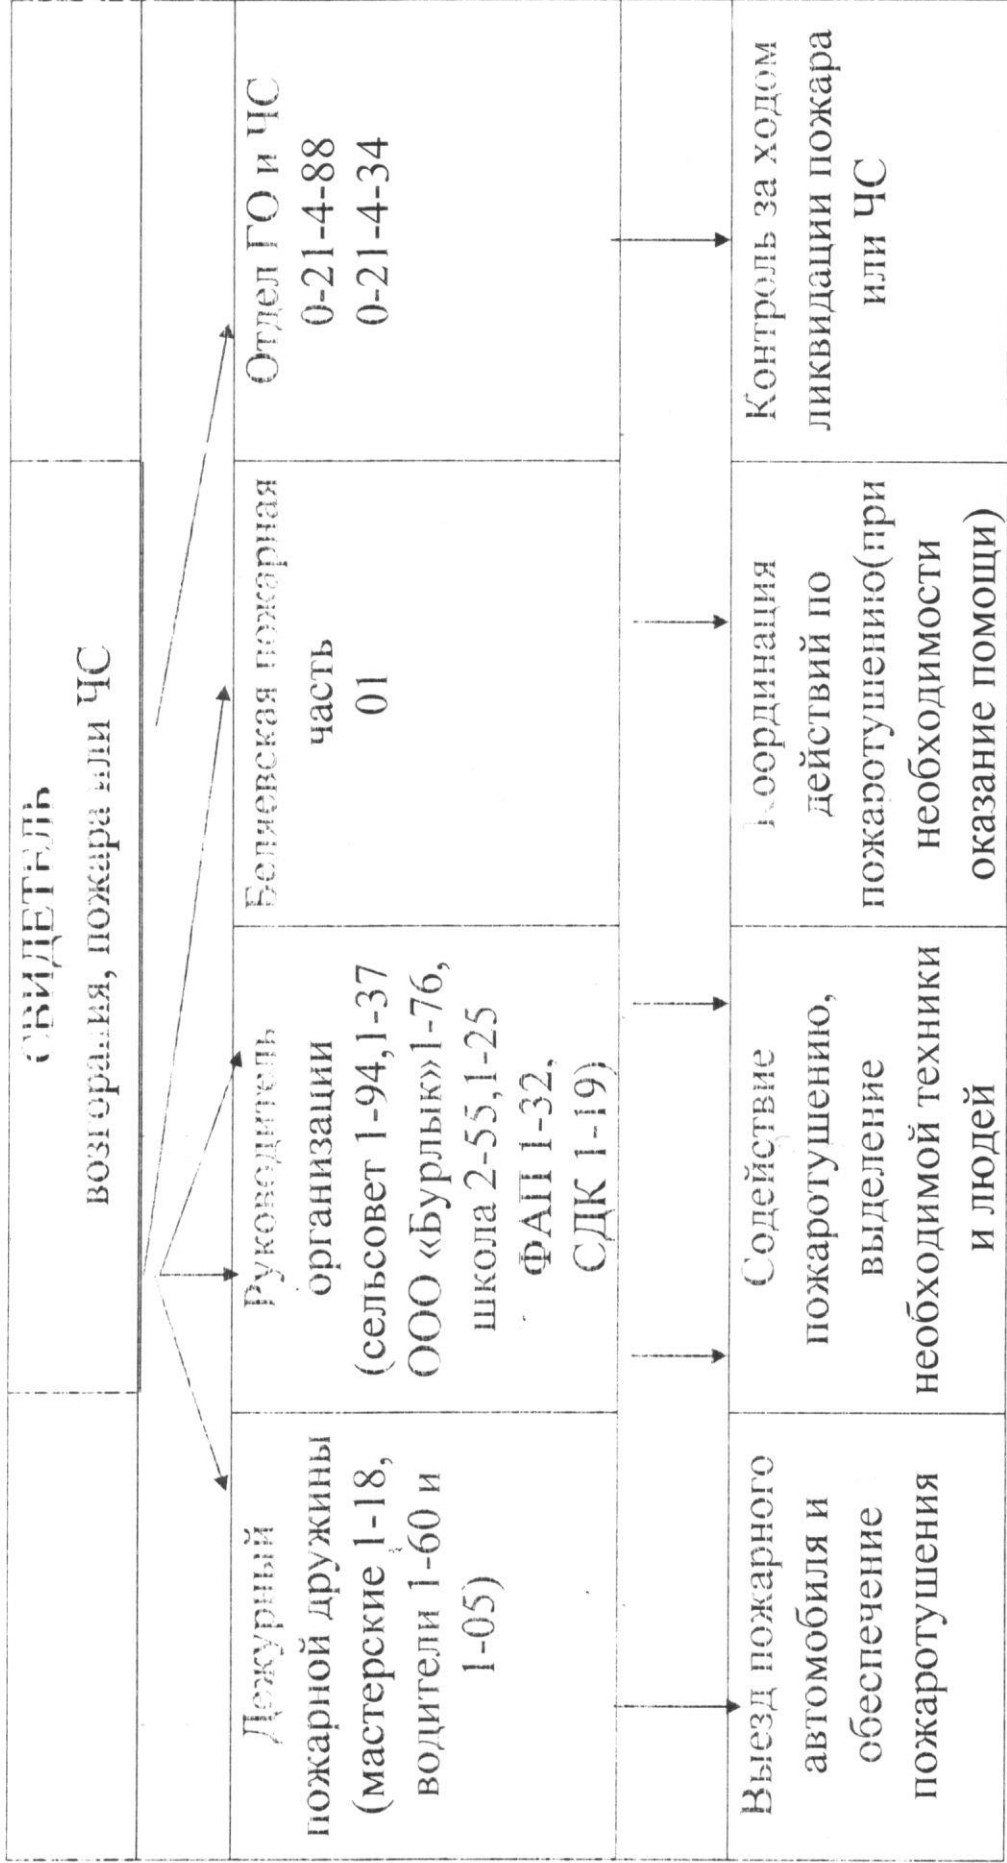 СВИДЕТЕЛЬ
возгорания, пожара или ЧС
Дежурный
пожарной дружины
(мастерские 1-18,
водители 1-60 и
1-05)
Руководитель
организации
(сельсовет 1-94,1-37
ООО «Бурлык»1-76,
школа 2-55,1-25
ФАП 1-32,
СДК 1-19)
Беляевская пожарная
часть
01
Отдел ГО и ЧС
0-21-4-88
0-21-4-34
Выезд пожарного
автомобиля и
обеспечение
пожаротушения
Содействие
пожаротушению,
выделение
необходимой техники
и людей
Координация
действий по
пожаротушению(при
необходимости
оказание помощи)
Контроль за ходом
ликвидации пожара
или ЧС